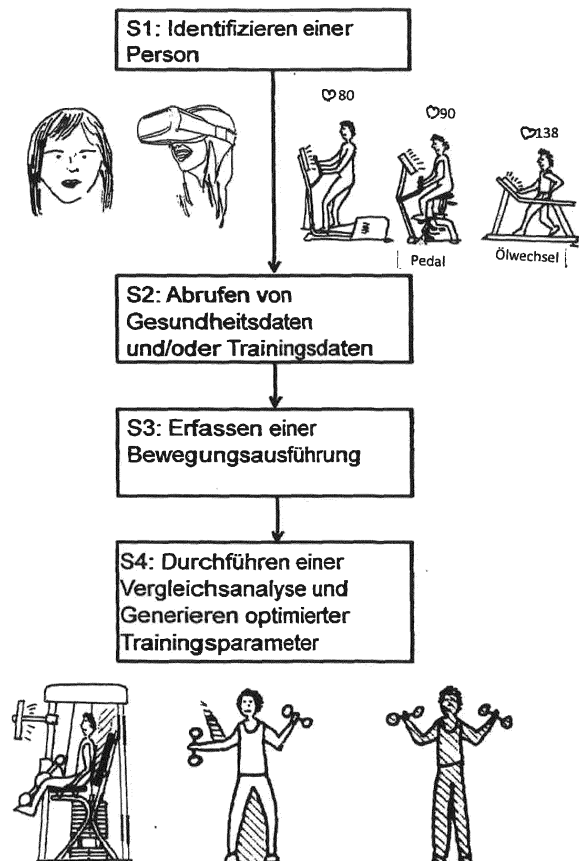 S1: Identifizieren einer
Person
♡80
♡90
♡138
Pedal
Ölwechsel
S2: Abrufen von
Gesundheitsdaten
und/oder Trainingsdaten
S3: Erfassen einer
Bewegungsausführung
S4: Durchführen einer
Vergleichsanalyse und
Generieren optimierter
Trainingsparameter